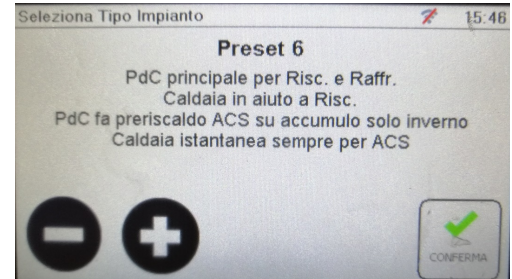 Seleziona Tipo Impianto 15:46
Preset 6
PdC principale per Risc. e Raffr.
Caldaia in aiuto a Risc.
PdC fa preriscaldo ACS su accumulo solo inverno
Caldaia istantanea sempre per ACS
CONFERMA